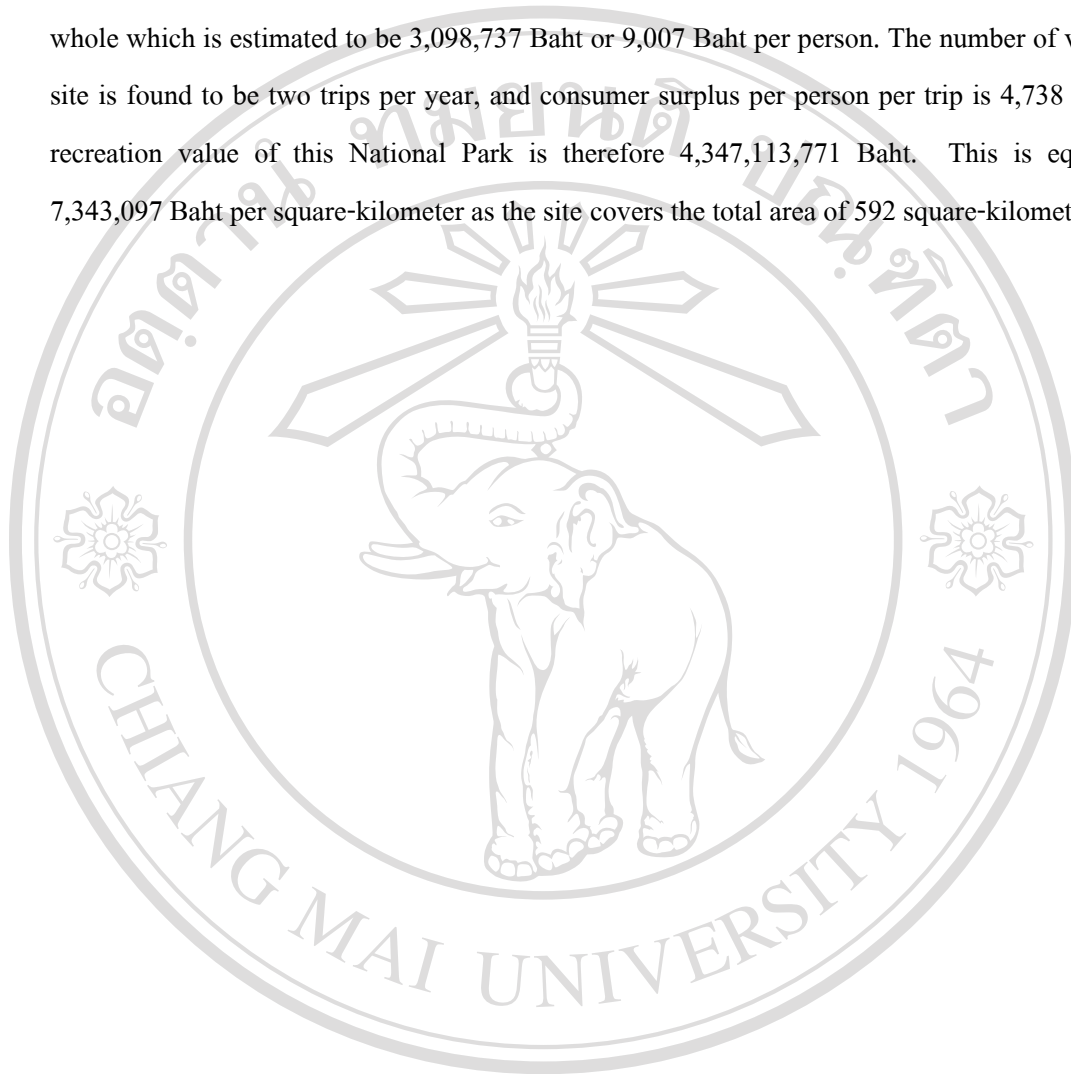 whole which is estimated to be 3,098,737 Baht or 9,007 Baht per person. The number of
site is found to be two trips per year, and consumer surplus per person per trip is 4,738
recreation value of this National Park is therefore 4,347,113,771 Baht. This is
7,343,097 Baht per square-kilometer as the site covers the total area of 592
CHIANG MAI UNIVERSITY 1964